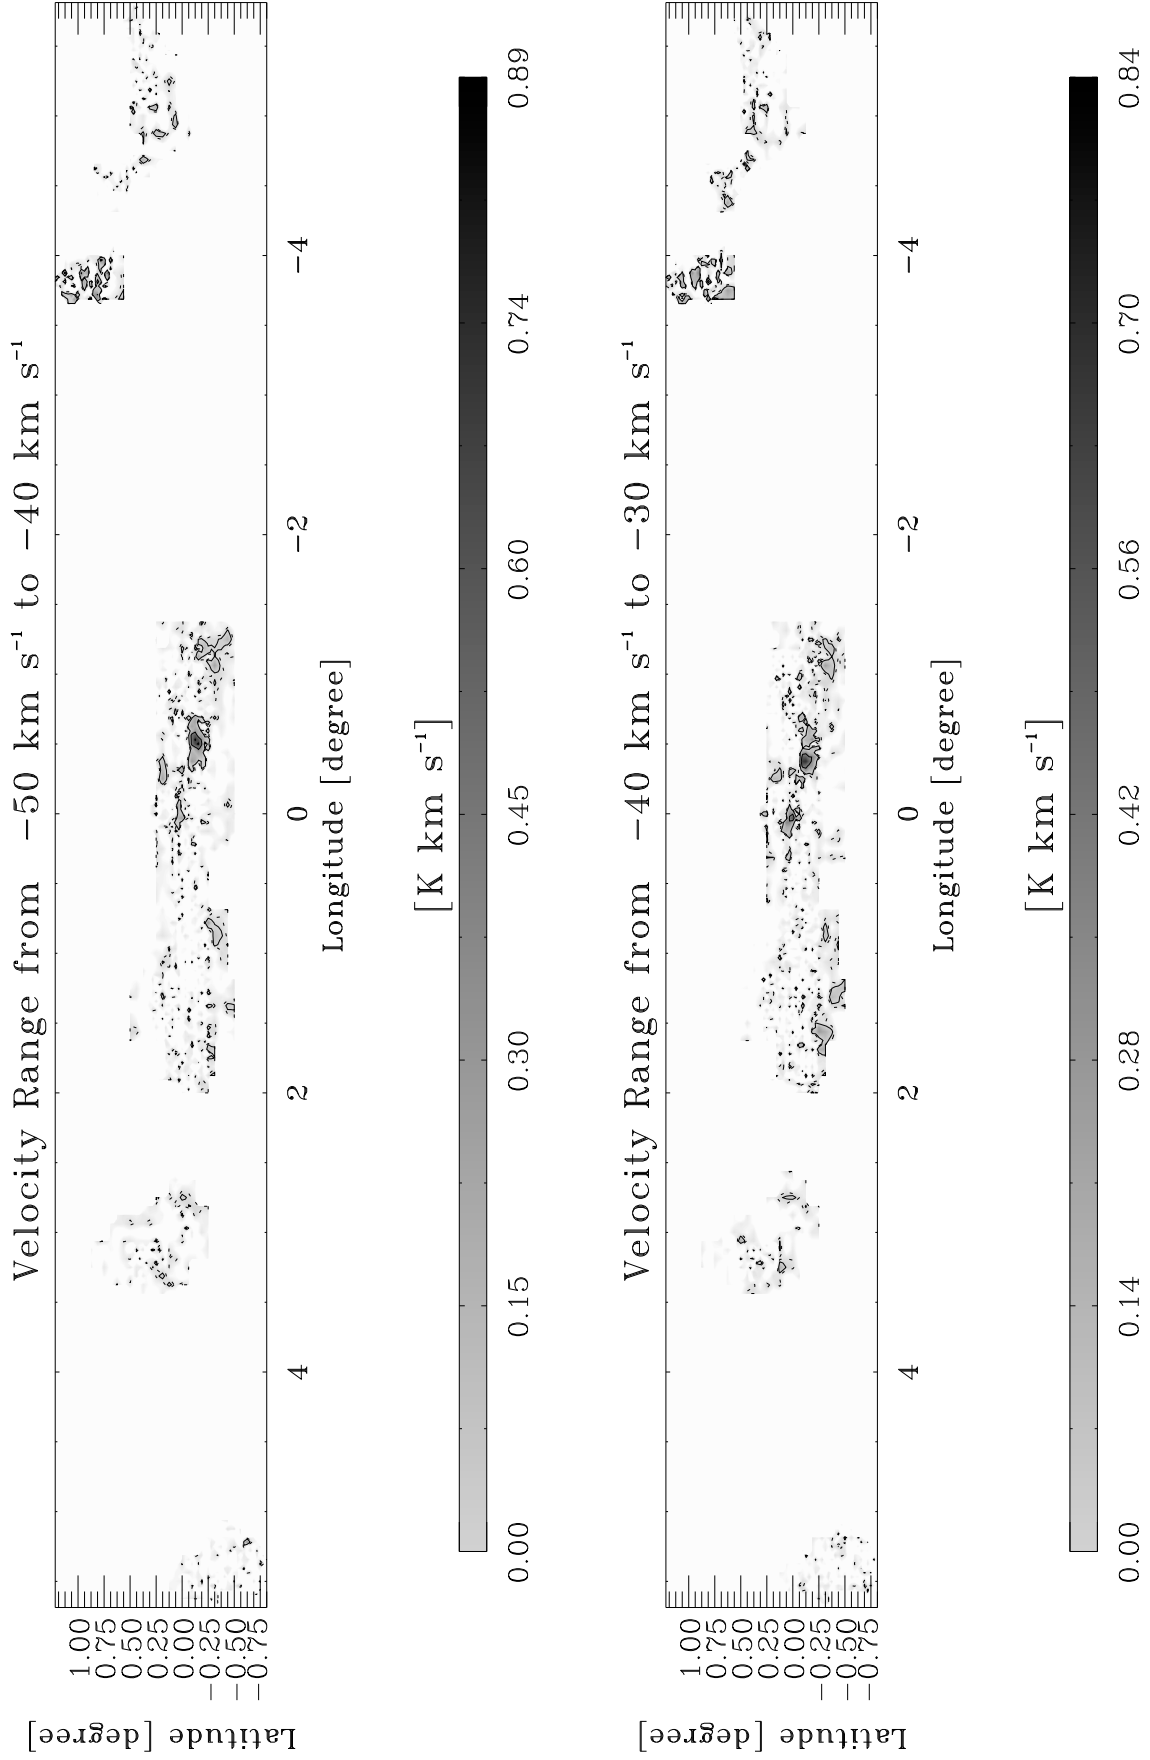 Velocity Range from −50 km s⁻¹ to −40 km s⁻¹
1.00
0.75
0.50
0.25
0.00
−0.25
−0.50
−0.75
Latitude [degree]
4 2 0 −2 −4
Longitude [degree]
[K km s⁻¹]
0.00 0.15 0.30 0.45 0.60 0.74 0.89
Velocity Range from −40 km s⁻¹ to −30 km s⁻¹
1.00
0.75
0.50
0.25
0.00
−0.25
−0.50
−0.75
Latitude [degree]
4 2 0 −2 −4
Longitude [degree]
[K km s⁻¹]
0.00 0.14 0.28 0.42 0.56 0.70 0.84